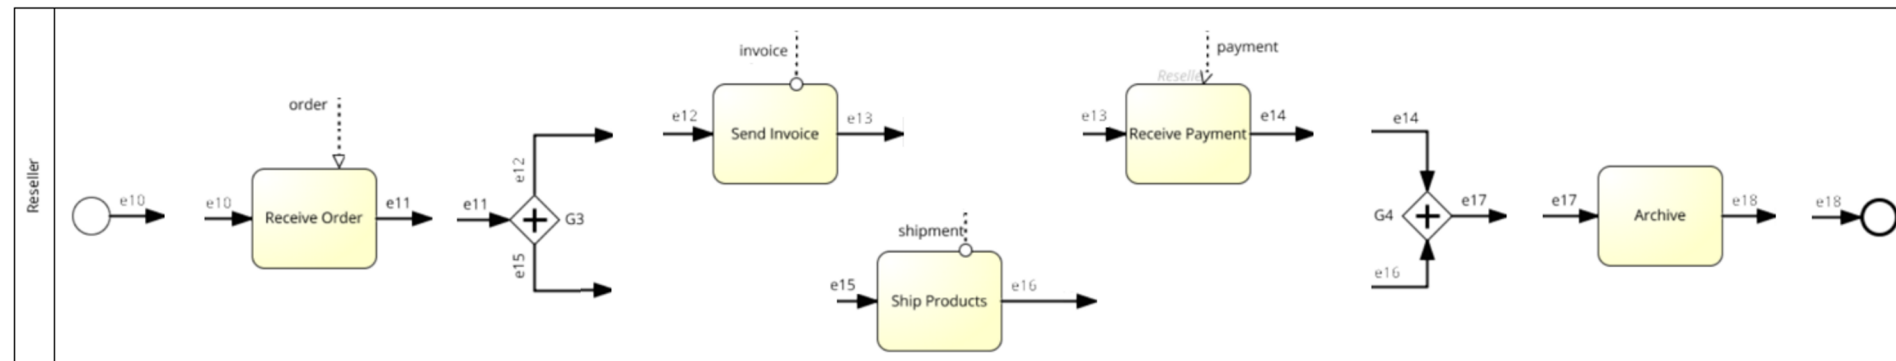 Reseller
e10
e10
order
Receive Order
e11
e11
G3
e12
e15
e12
invoice
Send Invoice
e13
e15
shipment
Ship Products
e16
e13
payment
Receive Payment
e14
e14
G4
e16
e17
e17
Archive
e18
e18